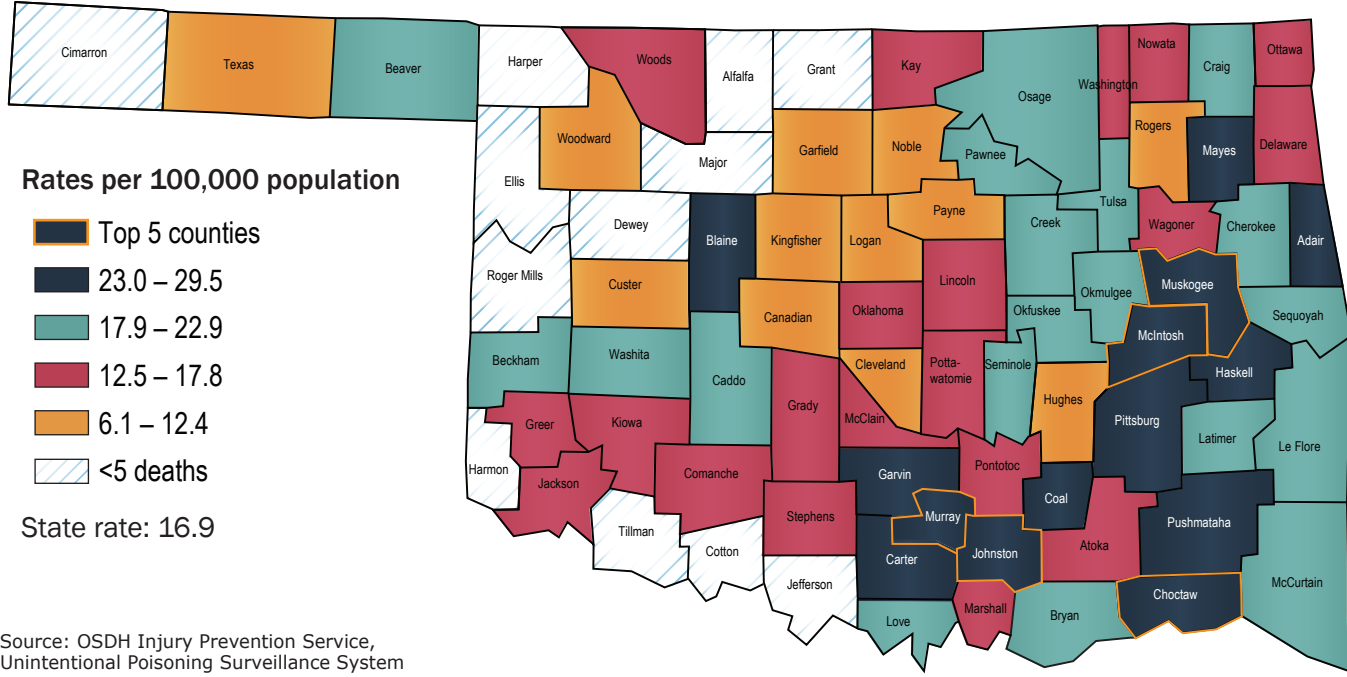 Cimarron
Texas
Beaver
Harper
Woods
Alfalfa
Grant
Kay
Osage
Washington
Nowata
Craig
Ottawa
Woodward
Major
Garfield
Noble
Pawnee
Rogers
Mayes
Delaware
Ellis
Dewey
Blaine
Kingfisher
Logan
Payne
Creek
Tulsa
Wagoner
Cherokee
Adair
Roger Mills
Custer
Canadian
Oklahoma
Lincoln
Okfuskee
Okmulgee
Muskogee
McIntosh
Sequoyah
Beckham
Washita
Caddo
Grady
Cleveland
McClain
Potta-
watomie
Seminole
Hughes
Pittsburg
Haskell
Latimer
Le Flore
Harmon
Greer
Kiowa
Jackson
Comanche
Stephens
Garvin
Murray
Pontotoc
Coal
Johnston
Atoka
Pushmataha
McCurtain
Tillman
Cotton
Jefferson
Carter
Love
Marshall
Bryan
Choctaw
Rates per 100,000 population
Top 5 counties
23.0 – 29.5
17.9 – 22.9
12.5 – 17.8
6.1 – 12.4
<5 deaths
State rate: 16.9
Source: OSDH Injury Prevention Service,
Unintentional Poisoning Surveillance System